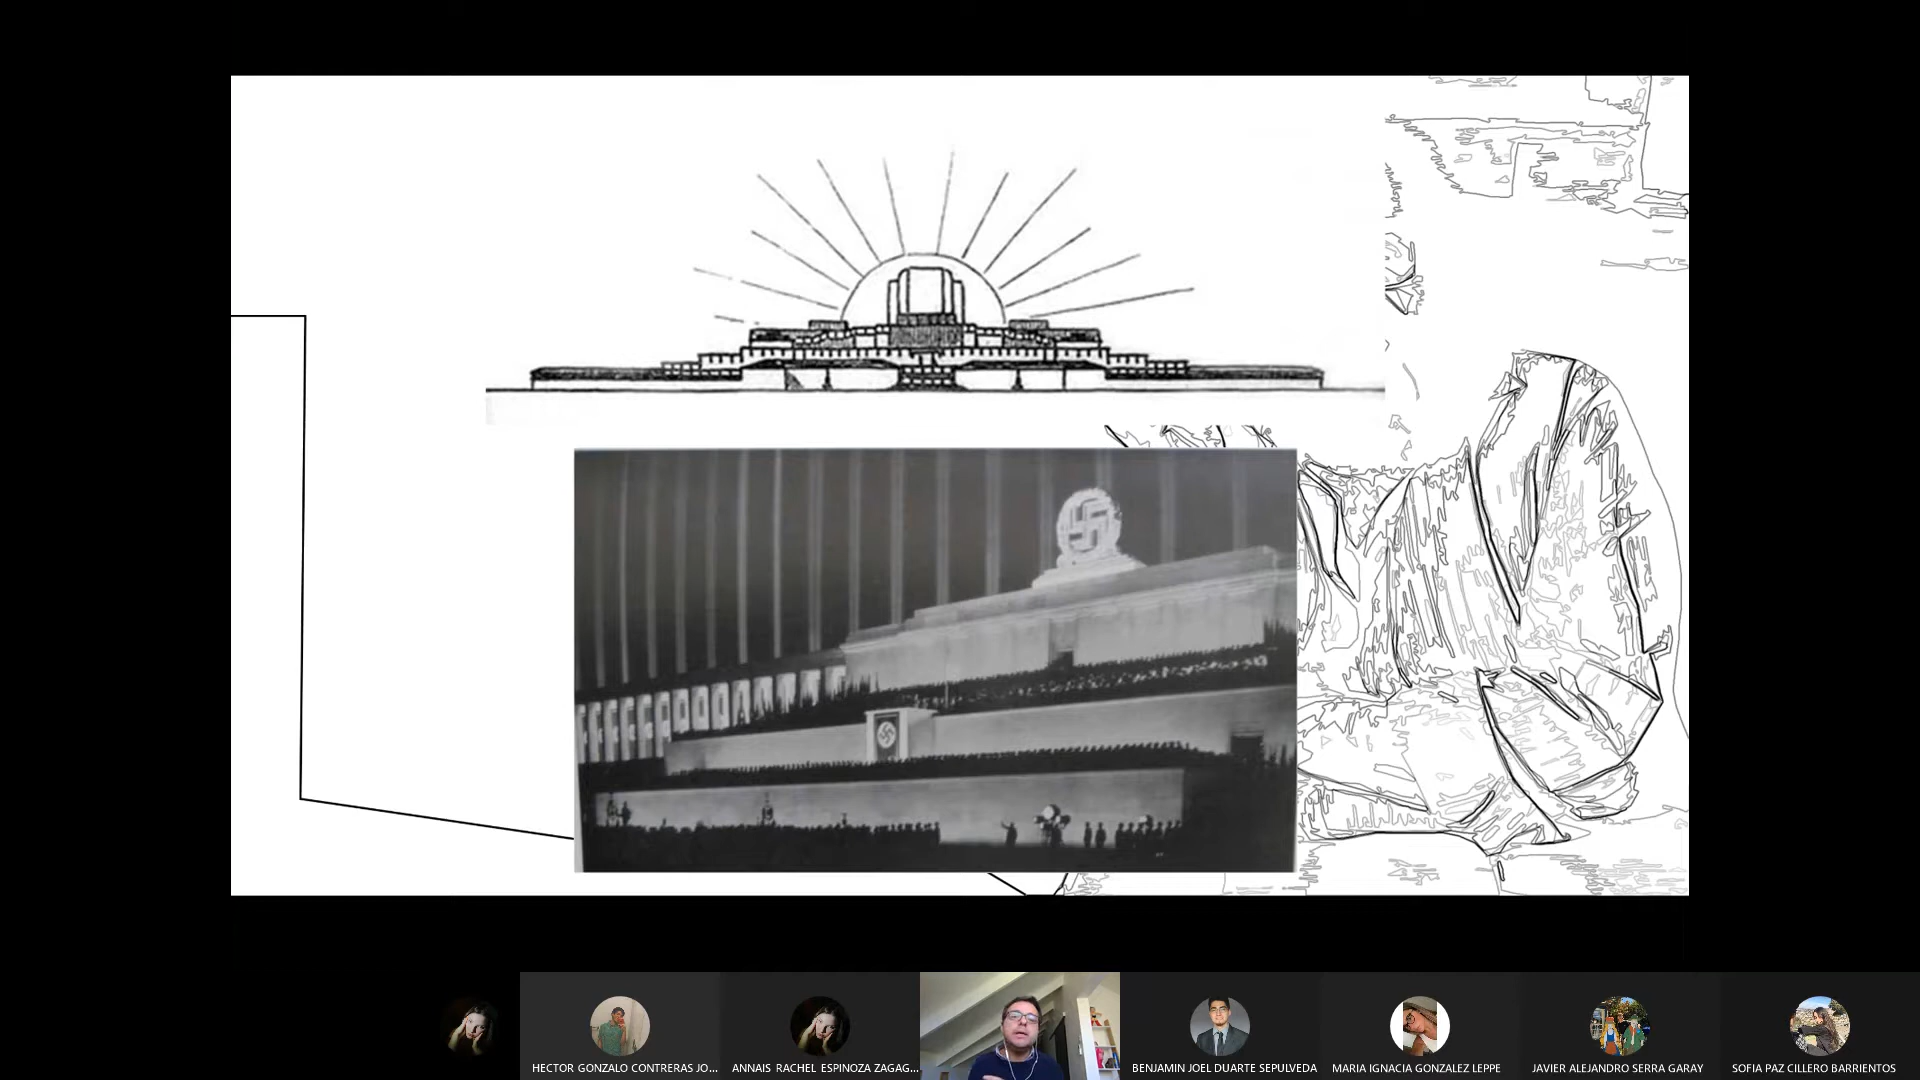 HECTOR GONZALO CONTRERAS JO...
ANNAIS RACHEL ESPINOZA ZAGAG...
BENJAMIN JOEL DUARTE SEPULVEDA
MARIA IGNACIA GONZALEZ LEPPE
JAVIER ALEJANDRO SERRA GARAY
SOFIA PAZ CILLERO BARRIENTOS